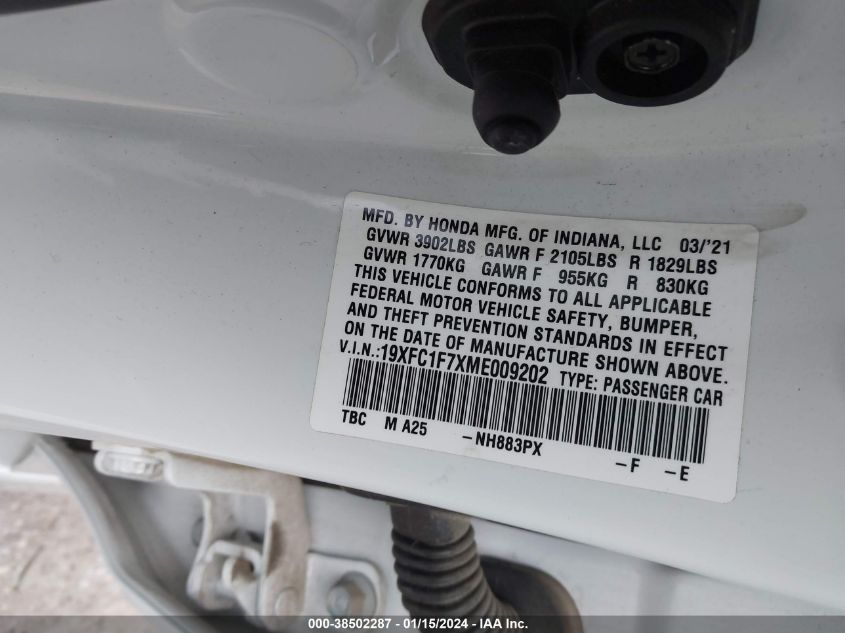 MFD. BY HONDA MFG. OF INDIANA, LLC 03/'21
GVWR 3902LBS GAWR F 2105LBS R 1829LBS
GVWR 1770KG GAWR F 955KG R 830KG
THIS VEHICLE CONFORMS TO ALL APPLICABLE
FEDERAL MOTOR VEHICLE SAFETY, BUMPER,
AND THEFT PREVENTION STANDARDS IN EFFECT
ON THE DATE OF MANUFACTURE SHOWN ABOVE.
V.I.N.:19XFC1F7XME009202 TYPE: PASSENGER CAR
TBC M A25 -NH883PX -F -E
000-38502287 - 01/15/2024 - IAA Inc.